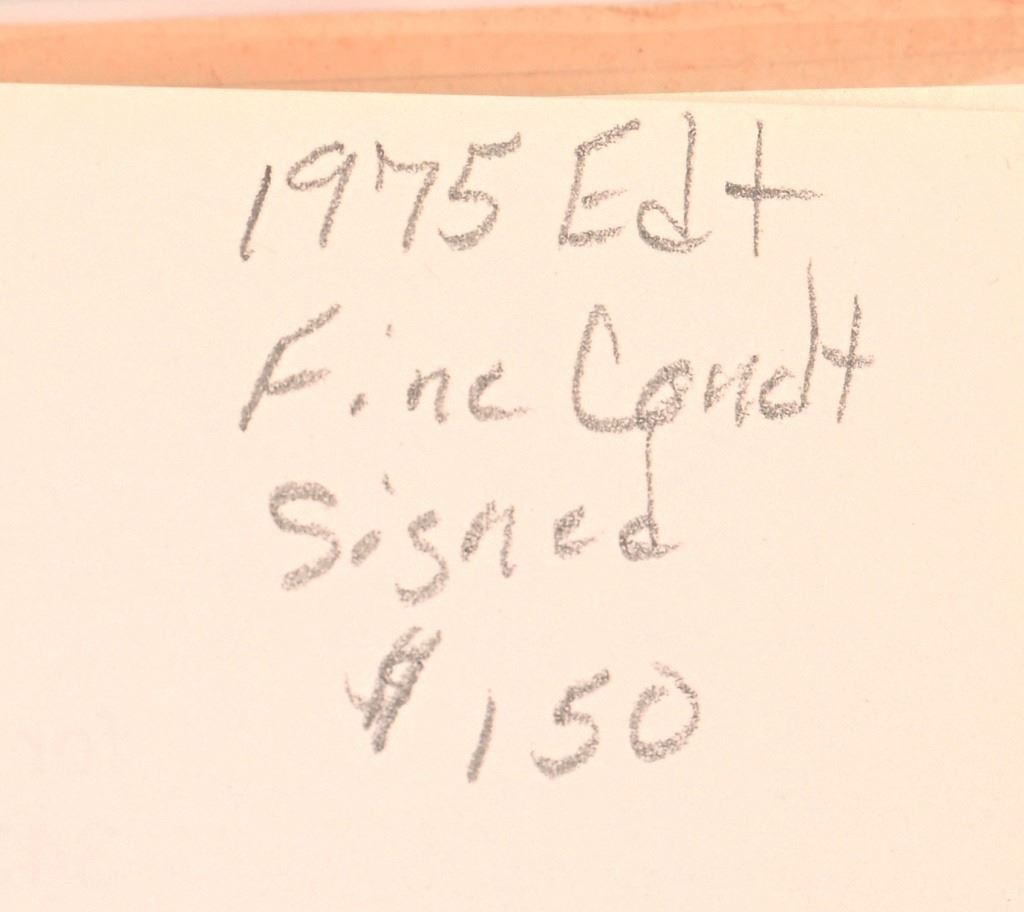 1975 Edt
Fine Condt
Signed
$150